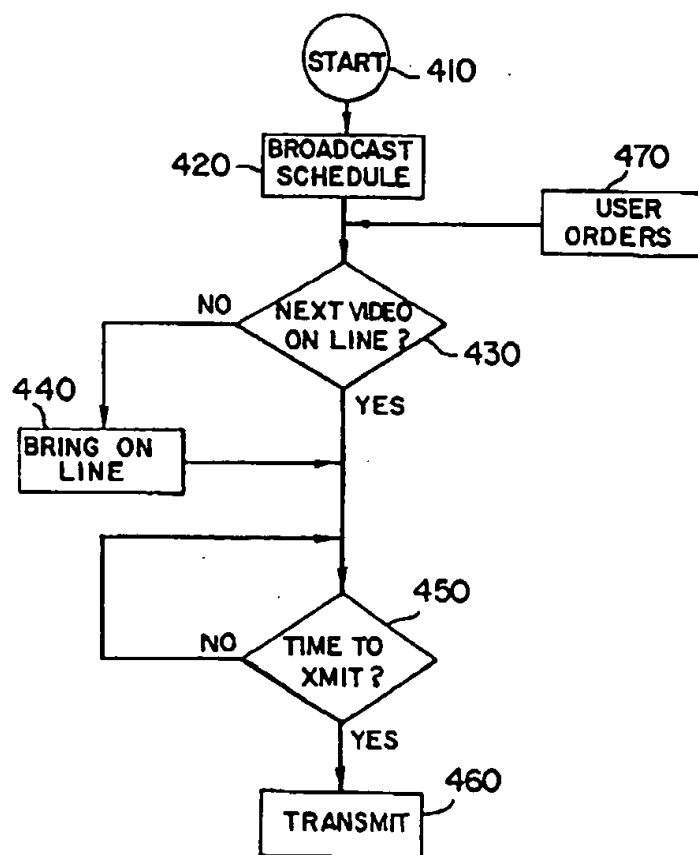 START
410
BROADCAST
SCHEDULE
420
470
USER
ORDERS
NO
NEXT VIDEO
ON LINE?
430
YES
440
BRING ON
LINE
450
NO
TIME TO
XMIT?
YES
460
TRANSMIT